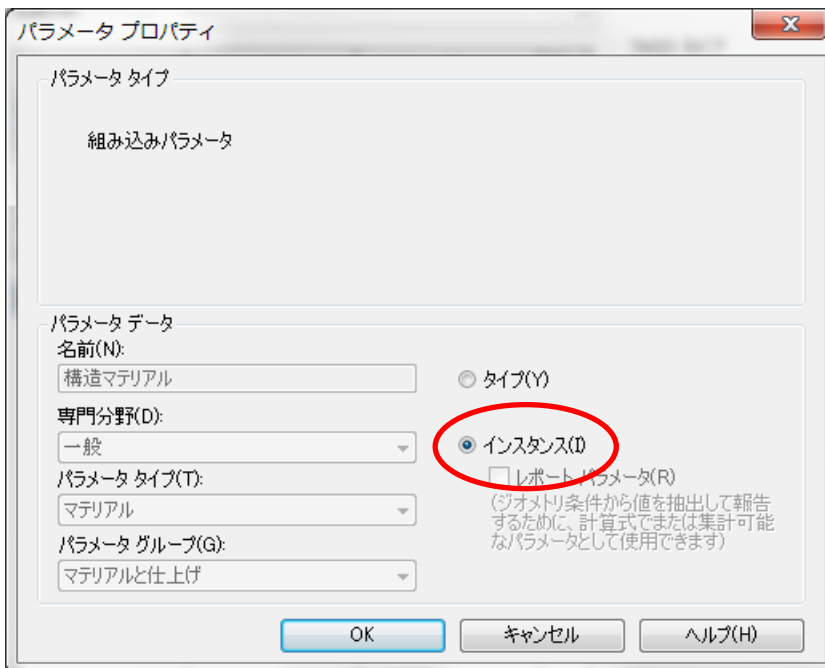 パラメータ プロパティ
パラメータ タイプ
組み込みパラメータ
パラメータ データ
名前(N):
構造マテリアル
タイプ(Y)
専門分野(D):
一般
インスタンス(I)
レポート パラメータ(R)
パラメータ タイプ(T):
(ジオメトリ条件から値を抽出して報告
するために、計算式でまたは集計可能
なパラメータとして使用できます)
マテリアル
パラメータ グループ(G):
マテリアルと仕上げ
OK
キャンセル
ヘルプ(H)